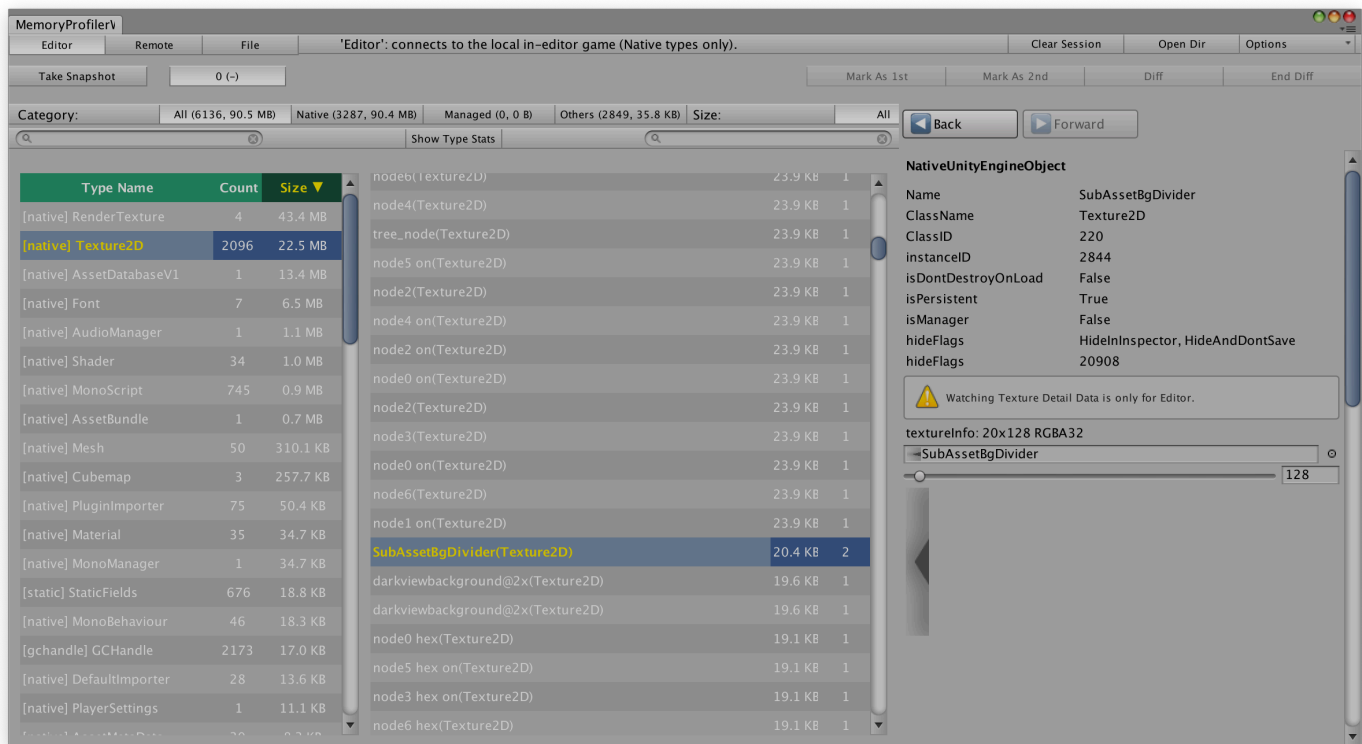 MemoryProfilerW
Editor Remote File 'Editor': connects to the local in-editor game (Native types only). Clear Session Open Dir Options
Take Snapshot 0 (-) Mark As 1st Mark As 2nd Diff End Diff
Category: All (6136, 90.5 MB) Native (3287, 90.4 MB) Managed (0, 0 B) Others (2849, 35.8 KB) Size: All
Show Type Stats
Back Forward
Type Name Count Size ▼
[native] RenderTexture 4 43.4 MB
[native] Texture2D 2096 22.5 MB
[native] AssetDatabaseV1 1 13.4 MB
[native] Font 7 6.5 MB
[native] AudioManager 1 1.1 MB
[native] Shader 34 1.0 MB
[native] MonoScript 745 0.9 MB
[native] AssetBundle 1 0.7 MB
[native] Mesh 50 310.1 KB
[native] Cubemap 3 257.7 KB
[native] PluginImporter 75 50.4 KB
[native] Material 35 34.7 KB
[native] MonoManager 1 34.7 KB
[static] StaticFields 676 18.8 KB
[native] MonoBehaviour 46 18.3 KB
[gchandle] GCHandle 2173 17.0 KB
[native] DefaultImporter 28 13.6 KB
[native] PlayerSettings 1 11.1 KB
node6(Texture2D) 23.9 KB 1
node4(Texture2D) 23.9 KB 1
tree_node(Texture2D) 23.9 KB 1
node5 on(Texture2D) 23.9 KB 1
node2(Texture2D) 23.9 KB 1
node4 on(Texture2D) 23.9 KB 1
node2 on(Texture2D) 23.9 KB 1
node0 on(Texture2D) 23.9 KB 1
node2(Texture2D) 23.9 KB 1
node3(Texture2D) 23.9 KB 1
node0 on(Texture2D) 23.9 KB 1
node6(Texture2D) 23.9 KB 1
node1 on(Texture2D) 23.9 KB 1
SubAssetBgDivider(Texture2D) 20.4 KB 2
darkviewbackground@2x(Texture2D) 19.6 KB 1
darkviewbackground@2x(Texture2D) 19.6 KB 1
node0 hex(Texture2D) 19.1 KB 1
node5 hex on(Texture2D) 19.1 KB 1
node3 hex on(Texture2D) 19.1 KB 1
node6 hex(Texture2D) 19.1 KB 1
NativeUnityEngineObject
Name SubAssetBgDivider
ClassName Texture2D
ClassID 220
instanceID 2844
isDontDestroyOnLoad False
isPersistent True
isManager False
hideFlags HideInInspector, HideAndDontSave
hideFlags 20908
Watching Texture Detail Data is only for Editor.
textureInfo: 20x128 RGBA32
SubAssetBgDivider
128